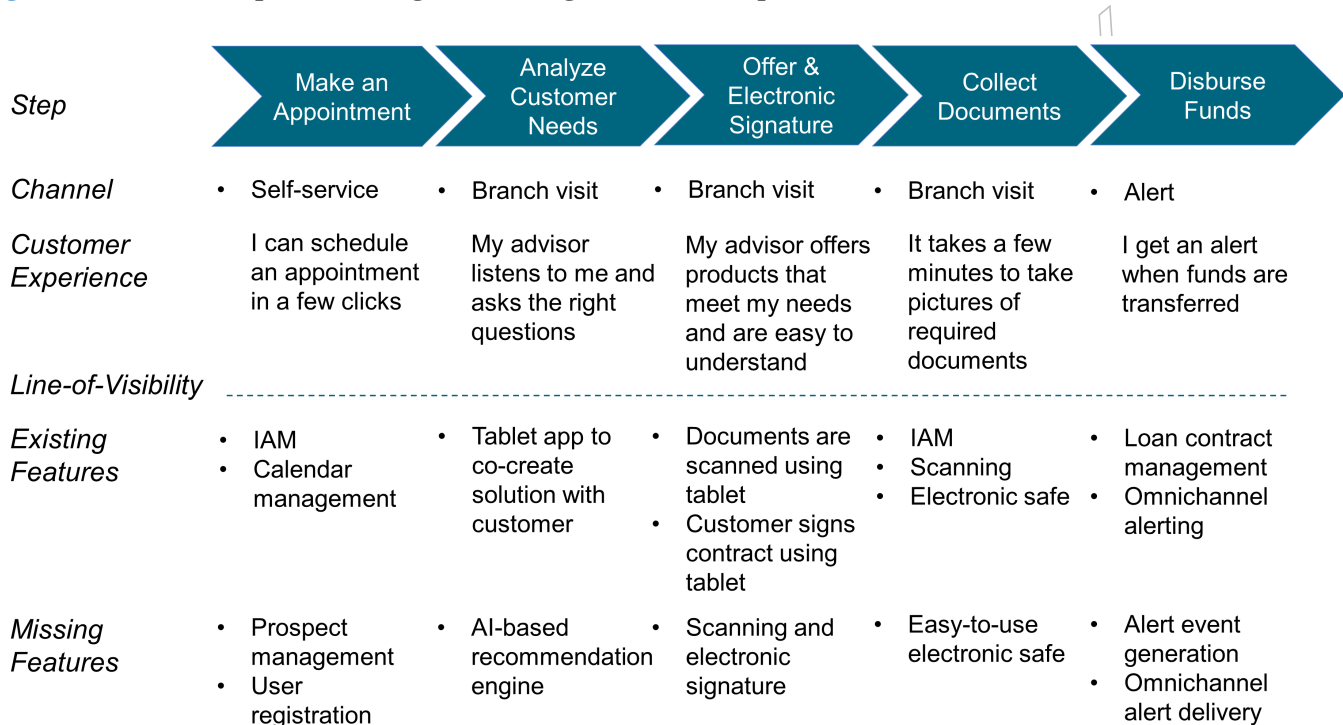 Step
Make an
Appointment
Analyze
Customer
Needs
Offer &
Electronic
Signature
Collect
Documents
Disburse
Funds
Channel
• Self-service
• Branch visit
• Branch visit
• Branch visit
• Alert
Customer
Experience
I can schedule
an appointment
in a few clicks
My advisor
listens to me and
asks the right
questions
My advisor offers
products that
meet my needs
and are easy to
understand
It takes a few
minutes to take
pictures of
required
documents
I get an alert
when funds are
transferred
Line-of-Visibility
Existing
Features
• IAM
• Calendar
management
• Tablet app to
co-create
solution with
customer
• Documents are
scanned using
tablet
• Customer signs
contract using
tablet
• IAM
• Scanning
• Electronic safe
• Loan contract
management
• Omnichannel
alerting
Missing
Features
• Prospect
management
• User
registration
• AI-based
recommendation
engine
• Scanning and
electronic
signature
• Easy-to-use
electronic safe
• Alert event
generation
• Omnichannel
alert delivery